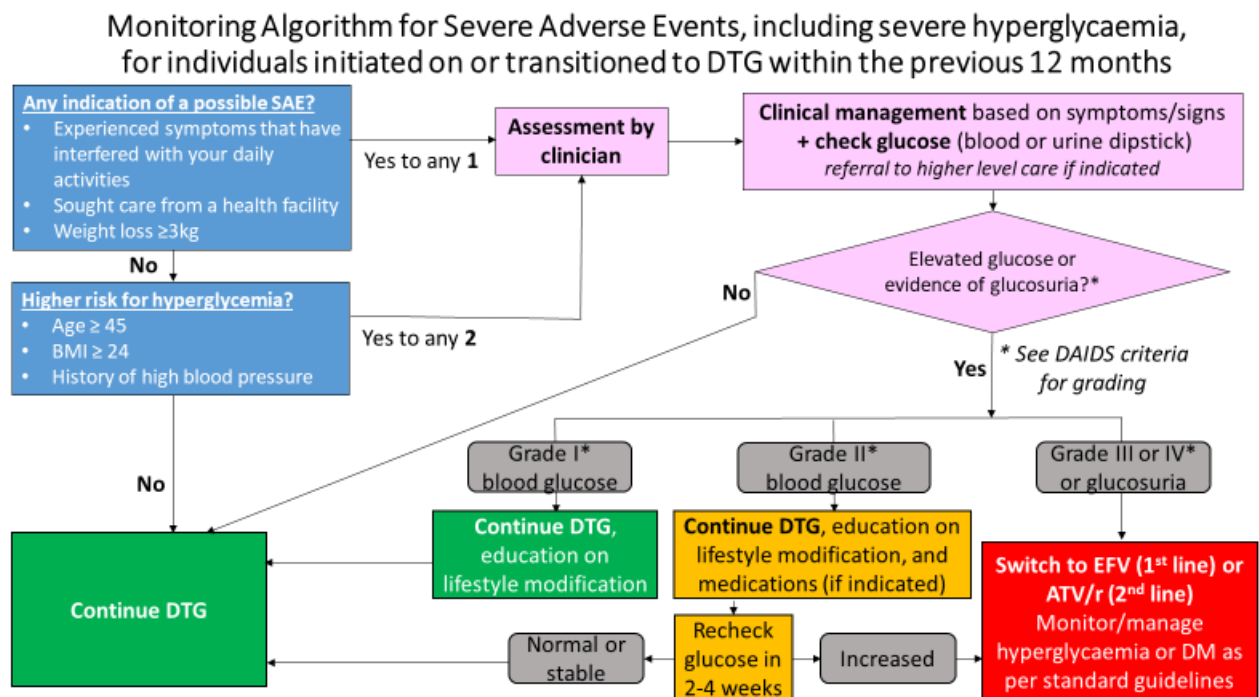 Monitoring Algorithm for Severe Adverse Events, including severe hyperglycaemia,
for individuals initiated on or transitioned to DTG within the previous 12 months
Any indication of a possible SAE?
• Experienced symptoms that have
interfered with your daily
activities
• Sought care from a health facility
• Weight loss ≥3kg
Yes to any 1
Assessment by
clinician
Clinical management based on symptoms/signs
+ check glucose (blood or urine dipstick)
referral to higher level care if indicated
No
Higher risk for hyperglycemia?
• Age ≥ 45
• BMI ≥ 24
• History of high blood pressure
Yes to any 2
Elevated glucose or
evidence of glucosuria?*
No
Yes
* See DAIDS criteria
for grading
No
Grade I*
blood glucose
Grade II*
blood glucose
Grade III or IV*
or glucosuria
Continue DTG
Continue DTG,
education on
lifestyle modification
Continue DTG, education on
lifestyle modification, and
medications (if indicated)
Switch to EFV (1st line) or
ATV/r (2nd line)
Monitor/manage
hyperglycaemia or DM as
per standard guidelines
Normal or
stable
Recheck
glucose in
2-4 weeks
Increased